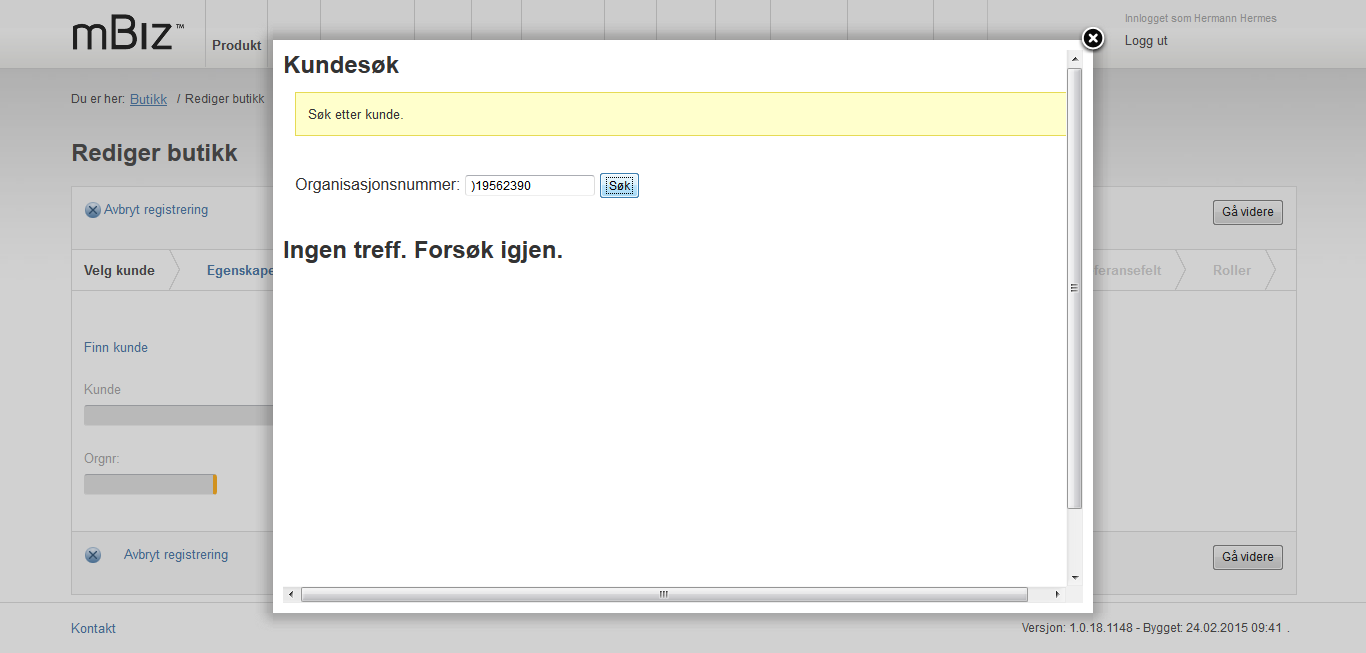 mBiz™
Produkt
Innlogget som Hermann Hermes
Logg ut
Du er her: Butikk / Rediger butikk
Rediger butikk
Avbryt registrering
Gå videre
Velg kunde
Egenskape
feransefelt
Roller
Finn kunde
Kunde
Orgnr:
Avbryt registrering
Gå videre
Kundesøk
Søk etter kunde.
Organisasjonsnummer: )19562390 Søk
Ingen treff. Forsøk igjen.
Kontakt
Versjon: 1.0.18.1148 - Bygget: 24.02.2015 09:41 .